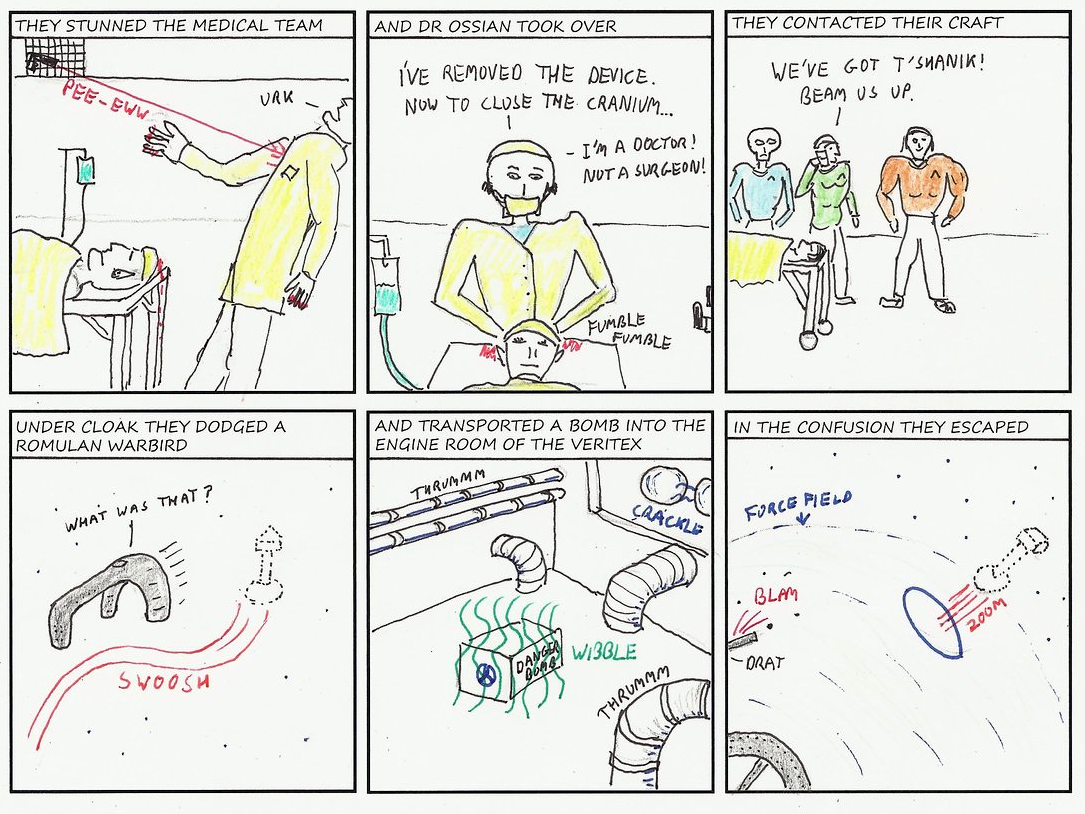 THEY STUNNED THE MEDICAL TEAM
PEE-EWW
URK
AND DR OSSIAN TOOK OVER
I'VE REMOVED THE DEVICE.
NOW TO CLOSE THE CRANIUM...
I'M A DOCTOR!
NOT A SURGEON!
FUMBLE
FUMBLE
THEY CONTACTED THEIR CRAFT
WE'VE GOT T'SHANIK!
BEAM US UP.
UNDER CLOAK THEY DODGED A
ROMULAN WARBIRD
WHAT WAS THAT?
SWOOSH
AND TRANSPORTED A BOMB INTO THE
ENGINE ROOM OF THE VERITEX
THRUMMM
CRACKLE
DANGER
BOMB
WIBBLE
THRUMMM
IN THE CONFUSION THEY ESCAPED
FORCE FIELD
BLAM
ZOOM
DRAT